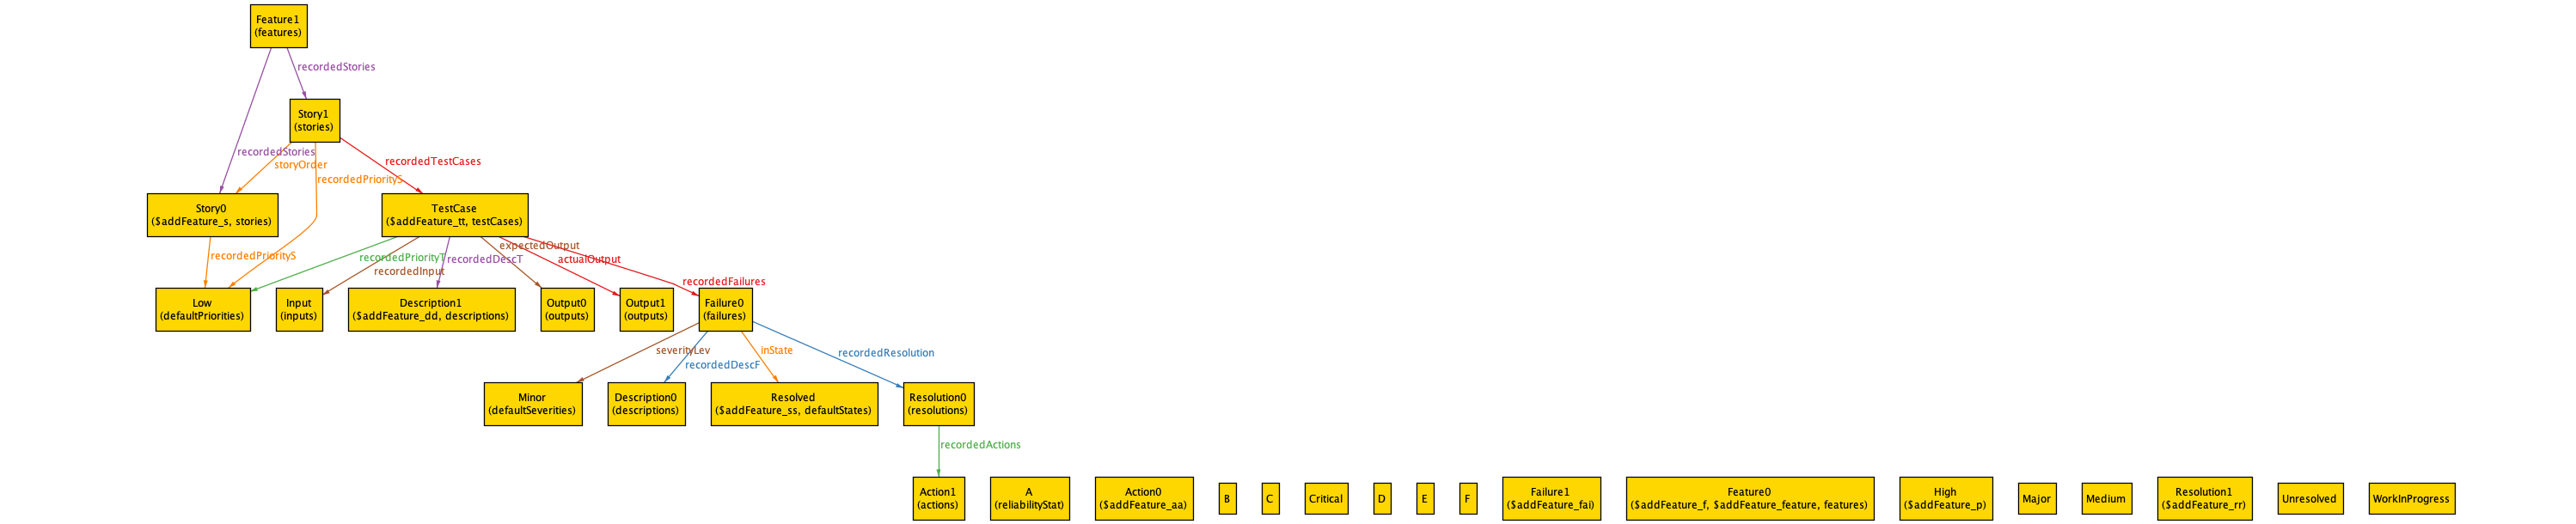 Feature1
(features)
recordedStories
Story1
(stories)
recordedStories
storyOrder
recordedTestCases
recordedPriorityS
Story0
($addFeature_s, stories)
TestCase
($addFeature_tt, testCases)
recordedPriorityS
recordedPriorityT
recordedInput
recordedDescT
expectedOutput
actualOutput
recordedFailures
Low
(defaultPriorities)
Input
(inputs)
Description1
($addFeature_dd, descriptions)
Output0
(outputs)
Output1
(outputs)
Failure0
(failures)
severityLev
recordedDescF
inState
recordedResolution
Minor
(defaultSeverities)
Description0
(descriptions)
Resolved
($addFeature_ss, defaultStates)
Resolution0
(resolutions)
recordedActions
Action1
(actions)
A
(reliabilityStat)
Action0
($addFeature_aa)
B
C
Critical
D
E
F
Failure1
($addFeature_fai)
Feature0
($addFeature_f, $addFeature_feature, features)
High
($addFeature_p)
Major
Medium
Resolution1
($addFeature_rr)
Unresolved
WorkInProgress